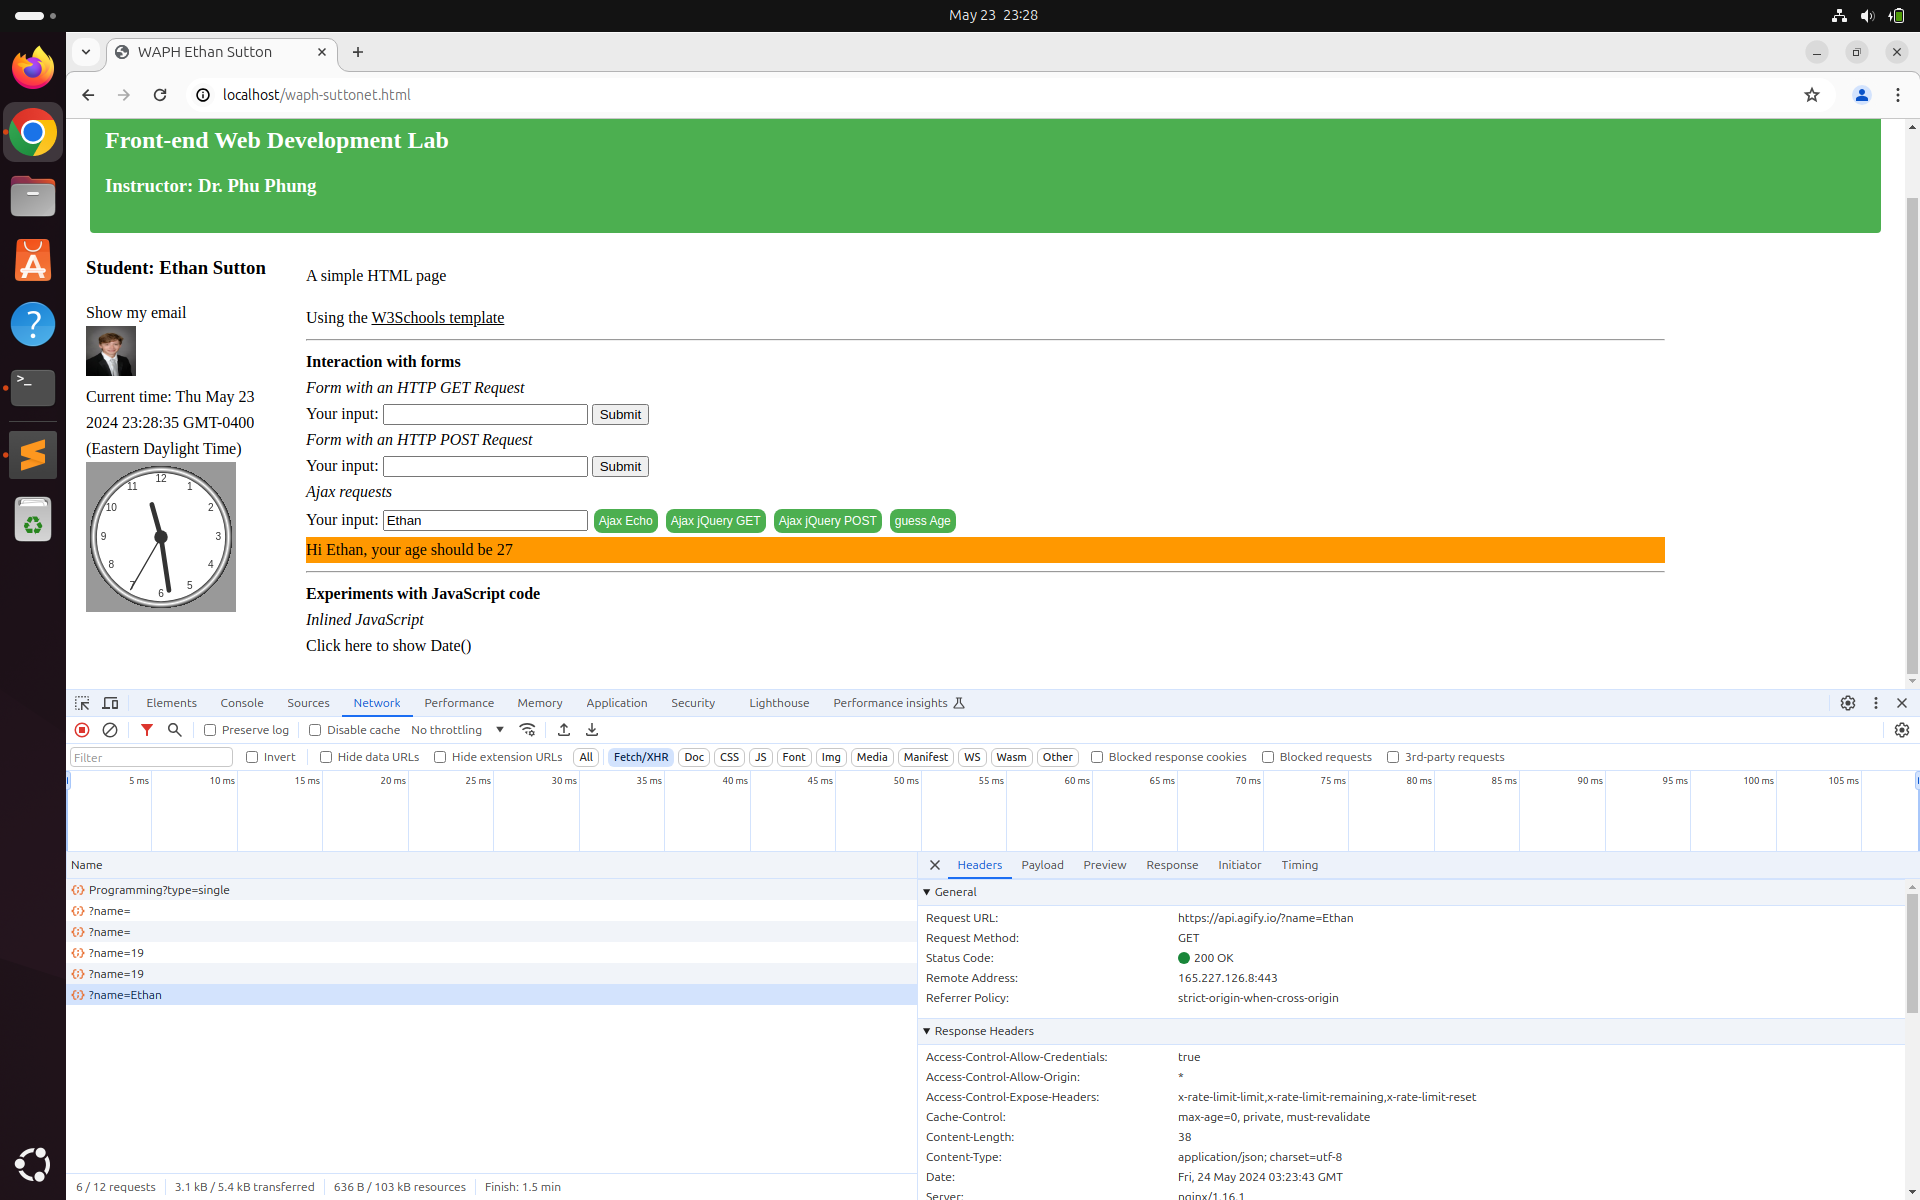 May 23 23:28
WAPH Ethan Sutton
localhost/waph-suttonet.html
Front-end Web Development Lab
Instructor: Dr. Phu Phung
Student: Ethan Sutton
Show my email
Current time: Thu May 23
2024 23:28:35 GMT-0400
(Eastern Daylight Time)
12
1
2
3
4
5
6
7
8
9
10
11
A simple HTML page
Using the W3Schools template
Interaction with forms
Form with an HTTP GET Request
Your input: Submit
Form with an HTTP POST Request
Your input: Submit
Ajax requests
Your input: Ethan Ajax Echo Ajax jQuery GET Ajax jQuery POST guess Age
Hi Ethan, your age should be 27
Experiments with JavaScript code
Inlined JavaScript
Click here to show Date()
Elements Console Sources Network Performance Memory Application Security Lighthouse Performance insights
Preserve log Disable cache No throttling
Filter Invert Hide data URLs Hide extension URLs All Fetch/XHR Doc CSS JS Font Img Media Manifest WS Wasm Other Blocked response cookies Blocked requests 3rd-party requests
5 ms 10 ms 15 ms 20 ms 25 ms 30 ms 35 ms 40 ms 45 ms 50 ms 55 ms 60 ms 65 ms 70 ms 75 ms 80 ms 85 ms 90 ms 95 ms 100 ms 105 ms
Name
Programming?type=single
?name=
?name=
?name=19
?name=19
?name=Ethan
6 / 12 requests 3.1 kB / 5.4 kB transferred 636 B / 103 kB resources Finish: 1.5 min
Headers Payload Preview Response Initiator Timing
General
Request URL: https://api.agify.io/?name=Ethan
Request Method: GET
Status Code: 200 OK
Remote Address: 165.227.126.8:443
Referrer Policy: strict-origin-when-cross-origin
Response Headers
Access-Control-Allow-Credentials: true
Access-Control-Allow-Origin: *
Access-Control-Expose-Headers: x-rate-limit-limit,x-rate-limit-remaining,x-rate-limit-reset
Cache-Control: max-age=0, private, must-revalidate
Content-Length: 38
Content-Type: application/json; charset=utf-8
Date: Fri, 24 May 2024 03:23:43 GMT
Server: nginx/1.16.1